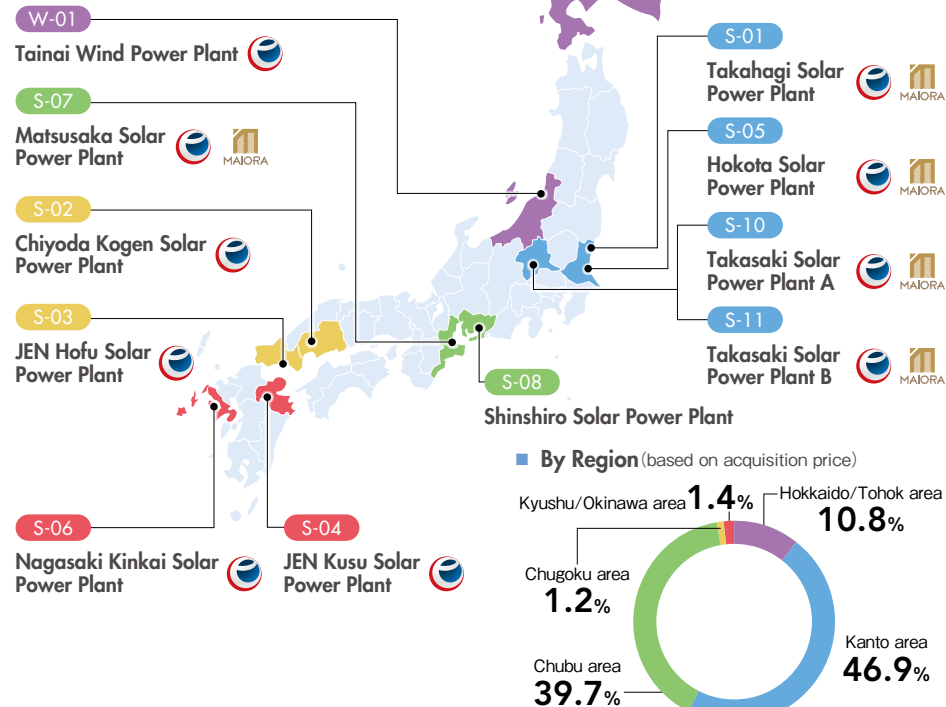 W-01
Tainai Wind Power Plant
S-07
Matsusaka Solar
Power Plant
MAIORA
S-02
Chiyoda Kogen Solar
Power Plant
S-03
JEN Hofu Solar
Power Plant
S-06
Nagasaki Kinkai Solar
Power Plant
S-04
JEN Kusu Solar
Power Plant
S-01
Takahagi Solar
Power Plant
MAIORA
S-05
Hokota Solar
Power Plant
MAIORA
S-10
Takasaki Solar
Power Plant A
MAIORA
S-11
Takasaki Solar
Power Plant B
MAIORA
S-08
Shinshiro Solar Power Plant
By Region (based on acquisition price)
Kyushu/Okinawa area 1.4%
Hokkaido/Tohok area
10.8%
Chugoku area
1.2%
Kanto area
46.9%
Chubu area
39.7%